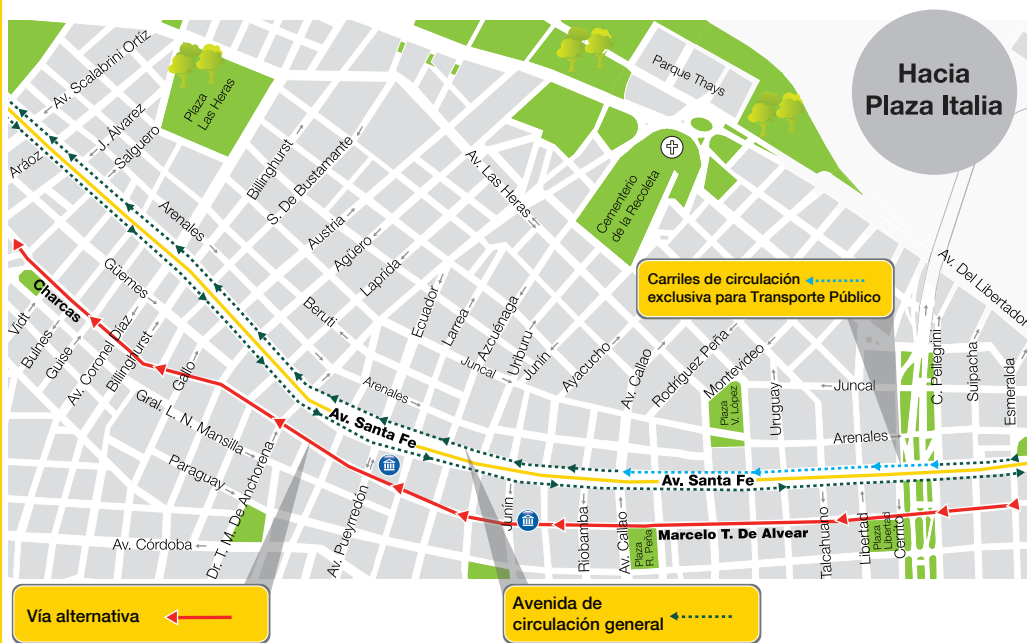 Hacia
Plaza Italia
Parque Thays
Cementerio
de la Recoleta
Plaza
Las Heras
Av. Scalabrini Ortíz
J. Álvarez
Salguero
Aráoz
Arenales
Billinghurst
S. De Bustamante
Austria
Agüero
Laprida
Beruti
Av. Las Heras
Güemes
Charcas
Vidt
Bulnes
Guise
Av. Coronel Díaz
Billinghurst
Gallo
Gral. L. N. Mansilla
Paraguay
Dr. T. M. De Anchorena
Av. Córdoba
Av. Pueyrredón
Ecuador
Larrea
Azcuénaga
Uriburu
Junín
Juncal
Arenales
Ayacucho
Av. Callao
Rodríguez Peña
Montevideo
Plaza
V. López
Uruguay
Juncal
Arenales
C. Pellegrini
Suipacha
Esmeralda
Av. Del Libertador
Carriles de circulación
exclusiva para Transporte Público
Av. Santa Fe
Av. Santa Fe
Junín
Riobamba
Av. Callao
Plaza
R. Peña
Marcelo T. De Alvear
Talcahuano
Libertad
Plaza
Libertad
Cerrito
Vía alternativa
Avenida de
circulación general